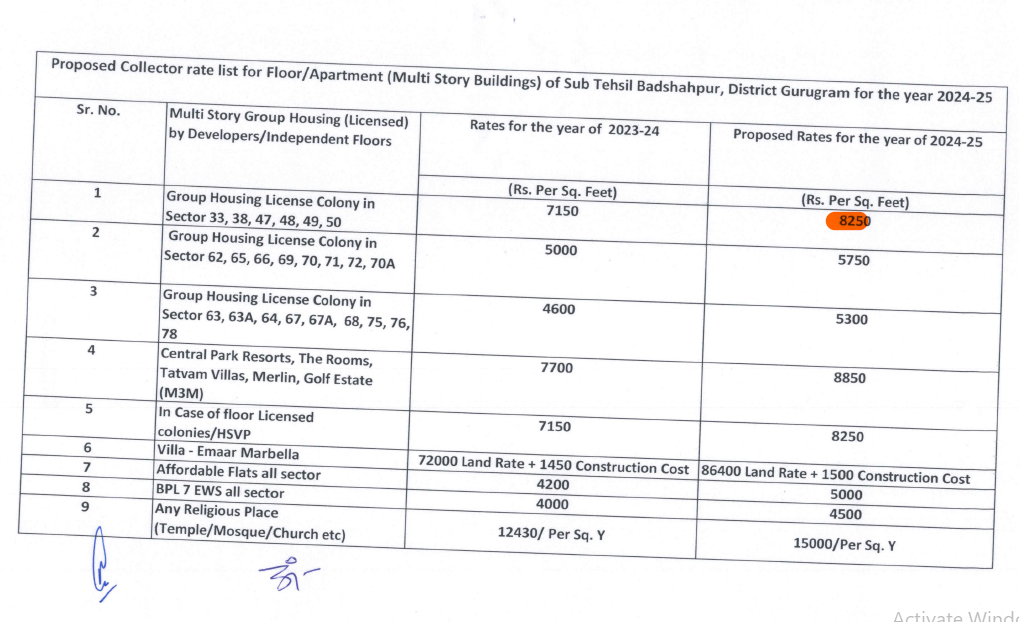 Proposed Collector rate list for Floor/Apartment (Multi Story Buildings) of Sub Tehsil Badshahpur, District Gurugram for the year 2024-25
Sr. No.
Multi Story Group Housing (Licensed)
by Developers/Independent Floors
Rates for the year of 2023-24
Proposed Rates for the year of 2024-25
(Rs. Per Sq. Feet)
(Rs. Per Sq. Feet)
1
Group Housing License Colony in
Sector 33, 38, 47, 48, 49, 50
7150
8250
2
Group Housing License Colony in
Sector 62, 65, 66, 69, 70, 71, 72, 70A
5000
5750
3
Group Housing License Colony in
Sector 63, 63A, 64, 67, 67A, 68, 75, 76,
78
4600
5300
4
Central Park Resorts, The Rooms,
Tatvam Villas, Merlin, Golf Estate
(M3M)
7700
8850
5
In Case of floor Licensed
colonies/HSVP
7150
8250
6
Villa - Emaar Marbella
72000 Land Rate + 1450 Construction Cost
86400 Land Rate + 1500 Construction Cost
7
Affordable Flats all sector
4200
5000
8
BPL 7 EWS all sector
4000
4500
9
Any Religious Place
(Temple/Mosque/Church etc)
12430/ Per Sq. Y
15000/Per Sq. Y
Activate Windo